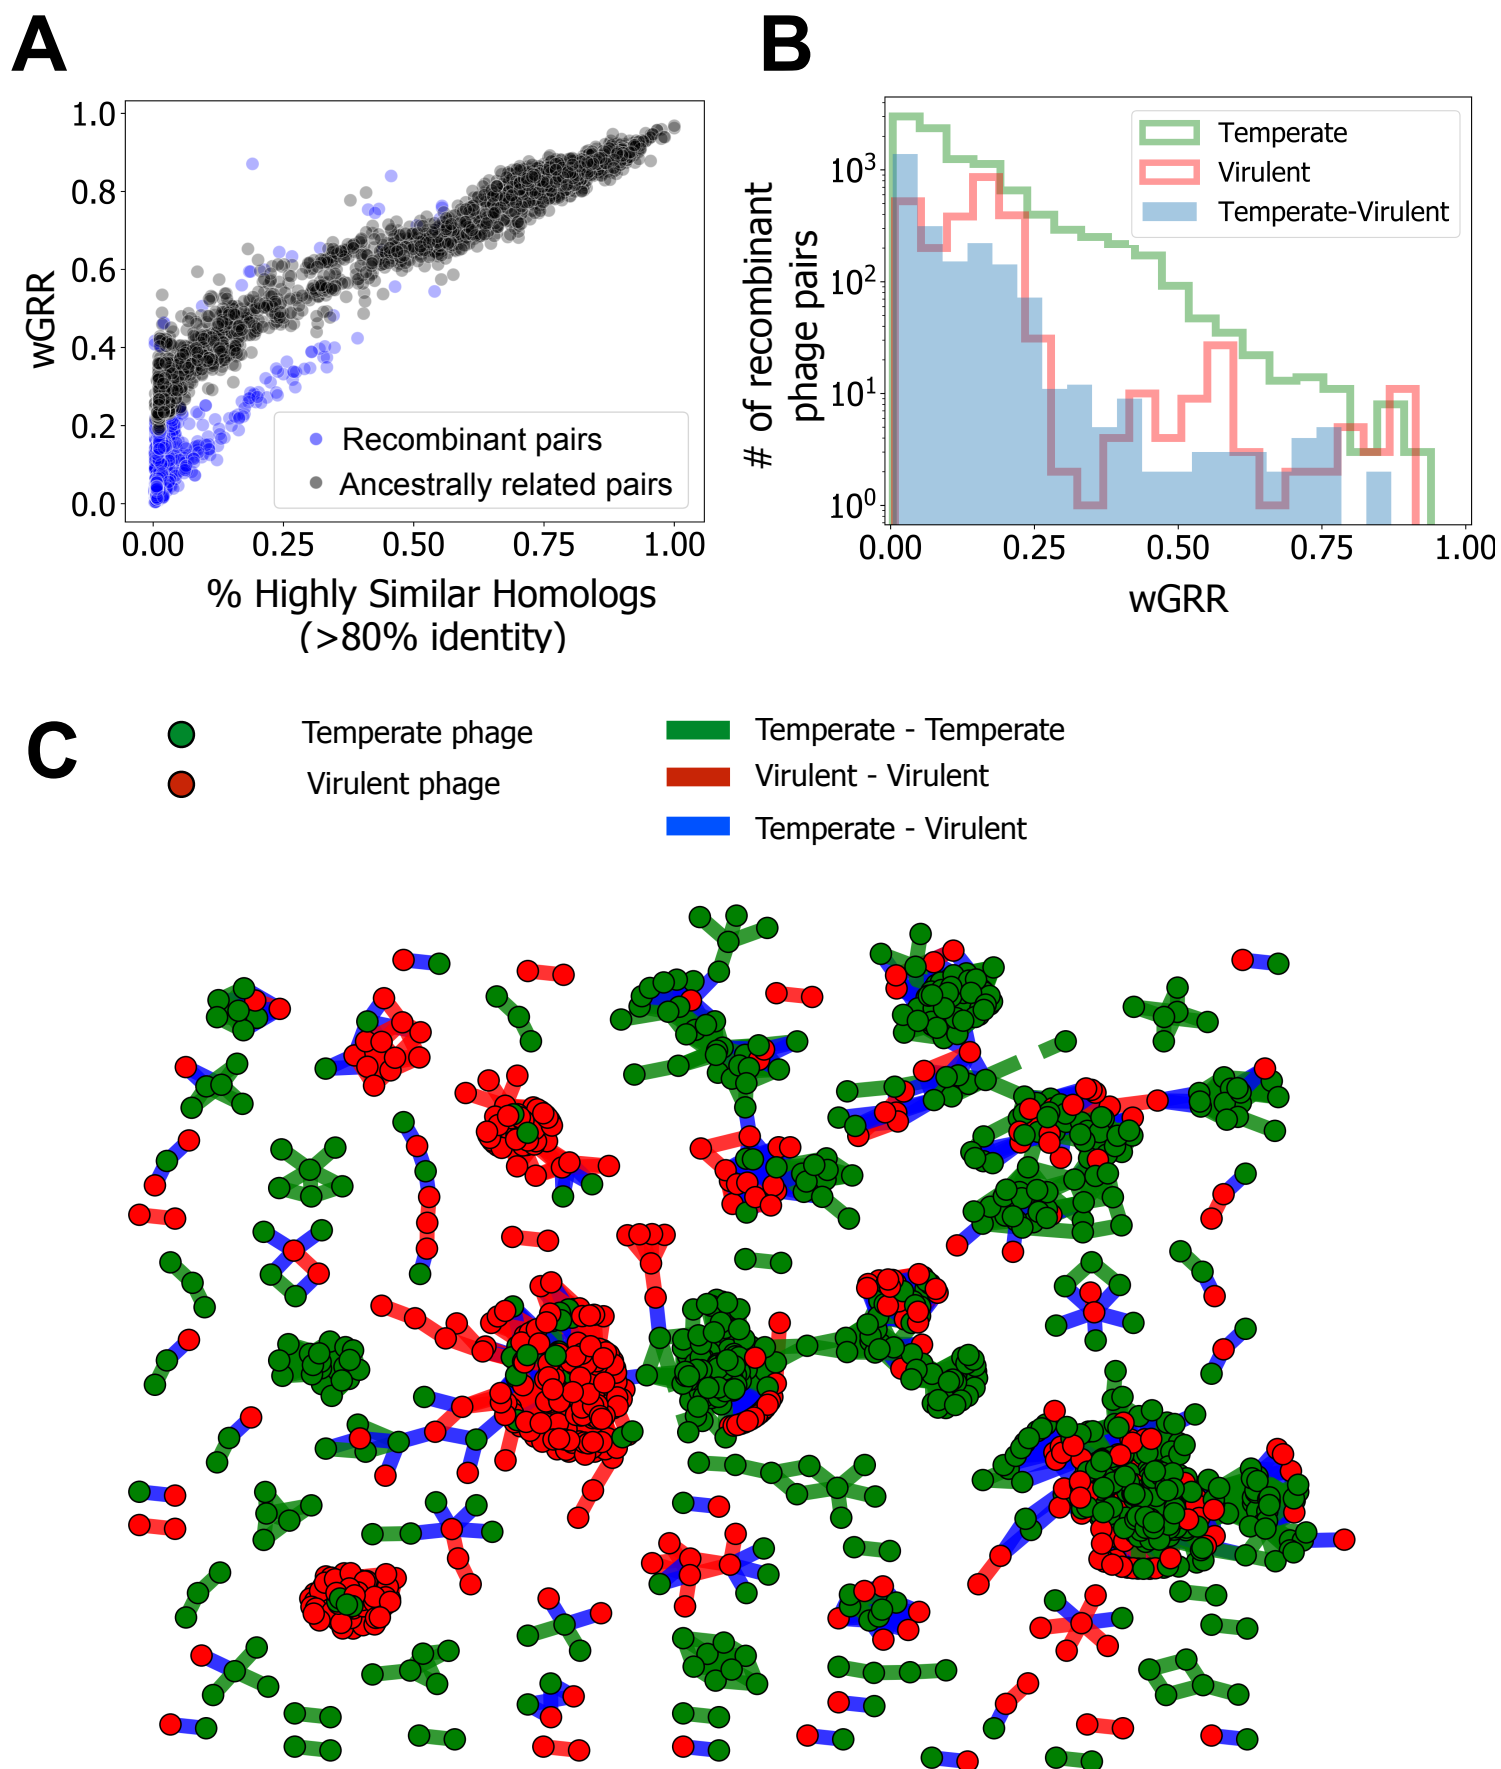 A
B
1.0
0.8
0.6
0.4
0.2
0.0
wGRR
Recombinant pairs
Ancestrally related pairs
0.00 0.25 0.50 0.75 1.00
% Highly Similar Homologs
(>80% identity)
# of recombinant
phage pairs
10³
10²
10¹
10⁰
Temperate
Virulent
Temperate-Virulent
0.00 0.25 0.50 0.75 1.00
wGRR
C
Temperate phage
Virulent phage
Temperate - Temperate
Virulent - Virulent
Temperate - Virulent